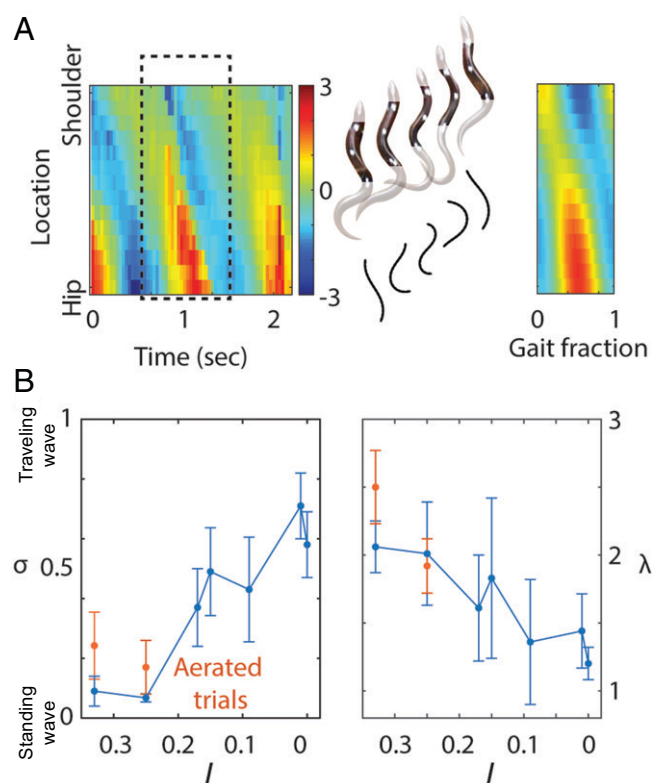 A
Shoulder
Location
Hip
3
0
-3
0
1
2
Time (sec)
0
1
Gait fraction
B
Traveling
wave
1
σ
0.5
Standing
wave
0
Aerated
trials
0.3
0.2
0.1
0
l
3
2
λ
1
0.3
0.2
0.1
0
l